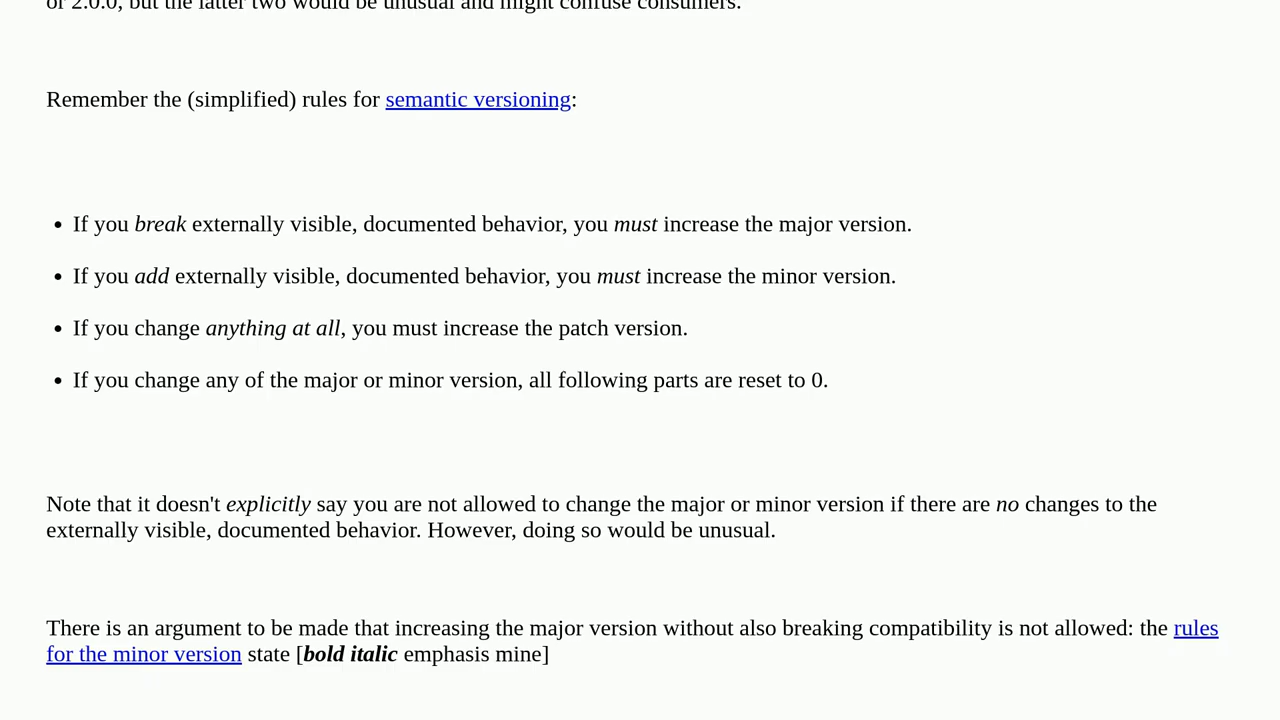 or 2.0.0, but the latter two would be unusual and might confuse consumers.
Remember the (simplified) rules for semantic versioning:
• If you break externally visible, documented behavior, you must increase the major version.
• If you add externally visible, documented behavior, you must increase the minor version.
• If you change anything at all, you must increase the patch version.
• If you change any of the major or minor version, all following parts are reset to 0.
Note that it doesn't explicitly say you are not allowed to change the major or minor version if there are no changes to the
externally visible, documented behavior. However, doing so would be unusual.
There is an argument to be made that increasing the major version without also breaking compatibility is not allowed: the rules
for the minor version state [bold italic emphasis mine]